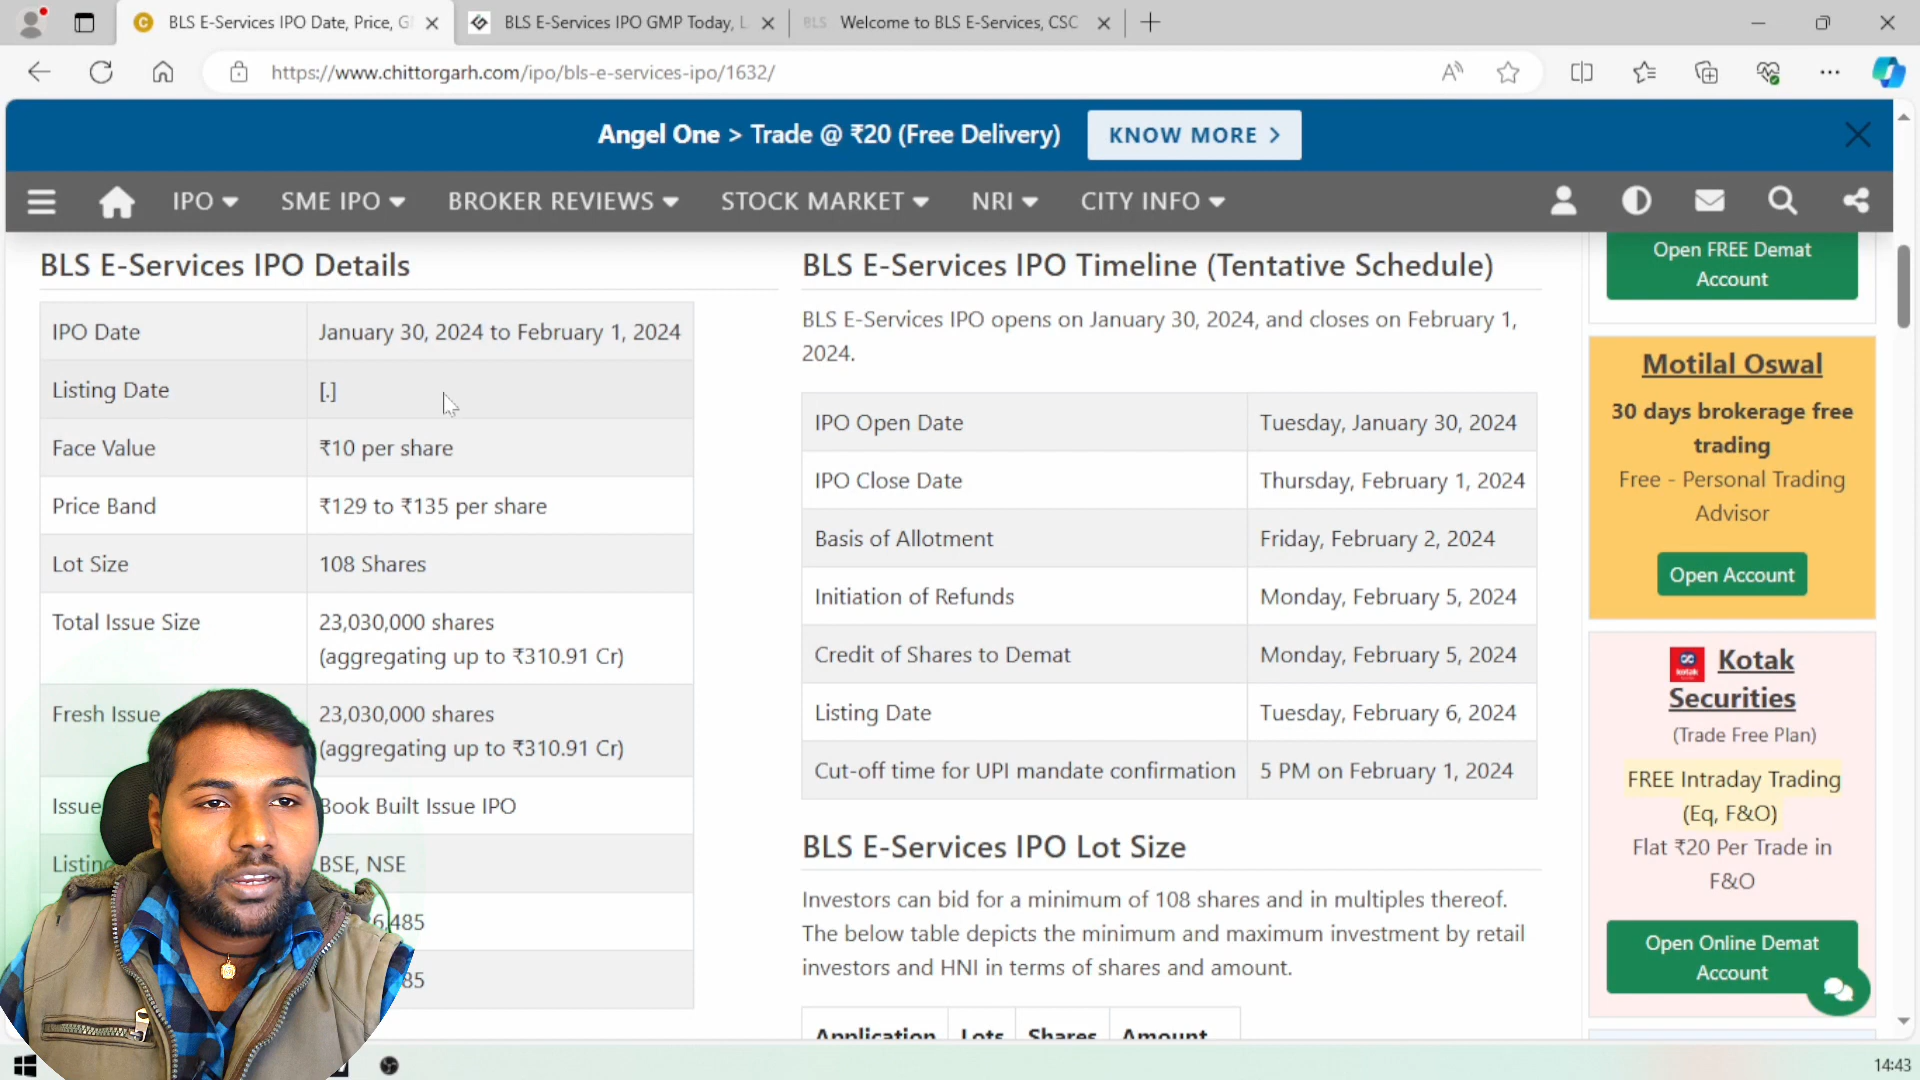 BLS E-Services IPO Date, Price, G
BLS E-Services IPO GMP Today, L
BLS Welcome to BLS E-Services, CSC
https://www.chittorgarh.com/ipo/bls-e-services-ipo/1632/
Angel One > Trade @ ₹20 (Free Delivery)
KNOW MORE >
IPO
SME IPO
BROKER REVIEWS
STOCK MARKET
NRI
CITY INFO
BLS E-Services IPO Details
IPO Date January 30, 2024 to February 1, 2024
Listing Date [.]
Face Value ₹10 per share
Price Band ₹129 to ₹135 per share
Lot Size 108 Shares
Total Issue Size 23,030,000 shares
(aggregating up to ₹310.91 Cr)
Fresh Issue 23,030,000 shares
(aggregating up to ₹310.91 Cr)
Issue Book Built Issue IPO
Listing BSE, NSE
6,485
85
BLS E-Services IPO Timeline (Tentative Schedule)
BLS E-Services IPO opens on January 30, 2024, and closes on February 1,
2024.
IPO Open Date Tuesday, January 30, 2024
IPO Close Date Thursday, February 1, 2024
Basis of Allotment Friday, February 2, 2024
Initiation of Refunds Monday, February 5, 2024
Credit of Shares to Demat Monday, February 5, 2024
Listing Date Tuesday, February 6, 2024
Cut-off time for UPI mandate confirmation 5 PM on February 1, 2024
BLS E-Services IPO Lot Size
Investors can bid for a minimum of 108 shares and in multiples thereof.
The below table depicts the minimum and maximum investment by retail
investors and HNI in terms of shares and amount.
Application Lots Shares Amount
Open FREE Demat
Account
Motilal Oswal
30 days brokerage free
trading
Free - Personal Trading
Advisor
Open Account
kotak
Kotak
Securities
(Trade Free Plan)
FREE Intraday Trading
(Eq, F&O)
Flat ₹20 Per Trade in
F&O
Open Online Demat
Account
14:43